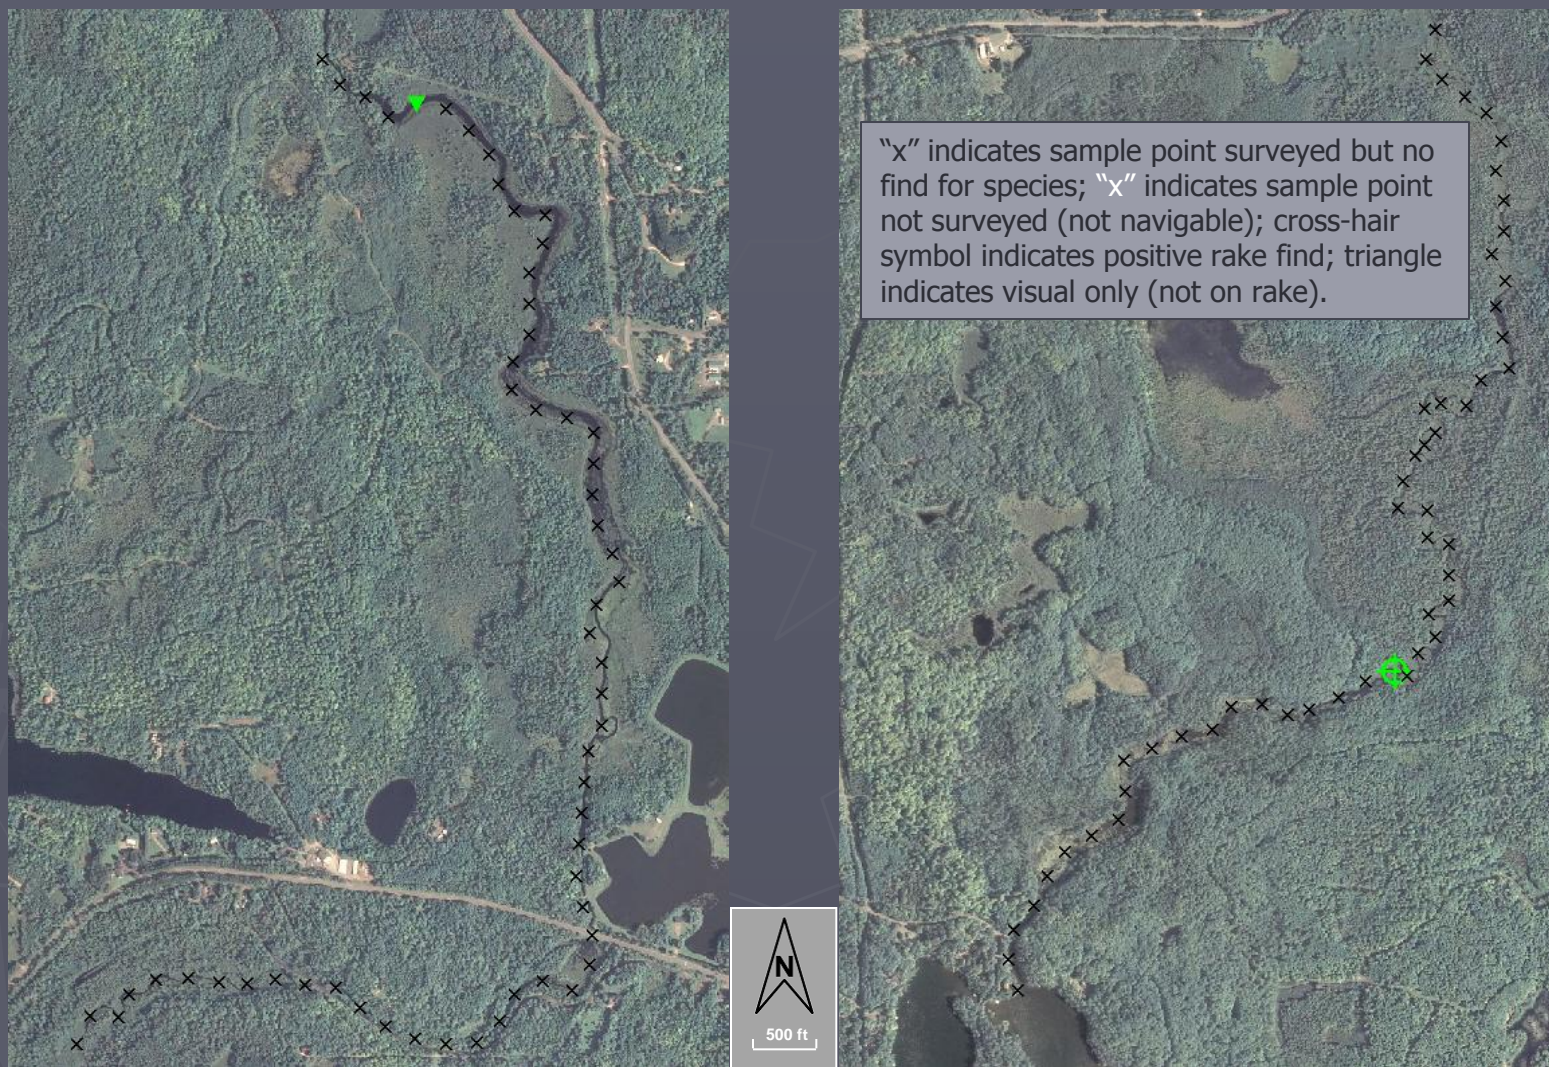 “x” indicates sample point surveyed but no
find for species; “x” indicates sample point
not surveyed (not navigable); cross-hair
symbol indicates positive rake find; triangle
indicates visual only (not on rake).
N
500 ft